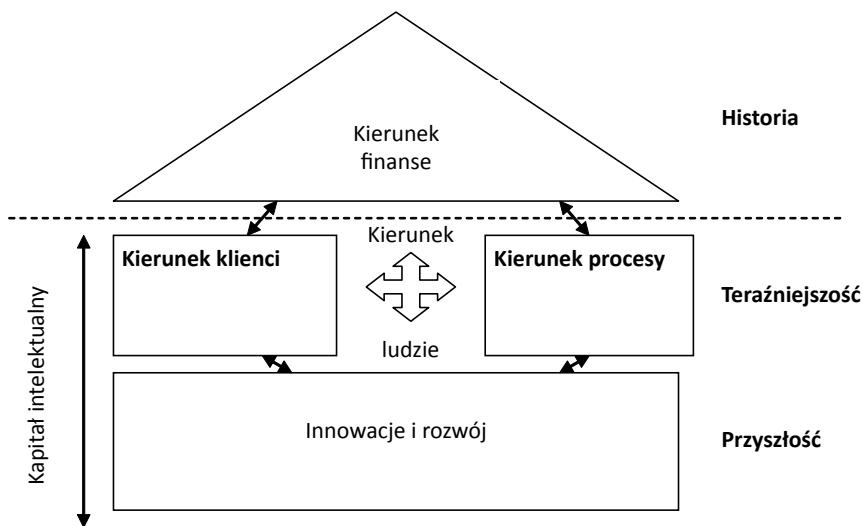 Kierunek
finanse
Historia
Kierunek klienci
Kierunek
ludzie
Kierunek procesy
Teraźniejszość
Kapitał intelektualny
Innowacje i rozwój
Przyszłość